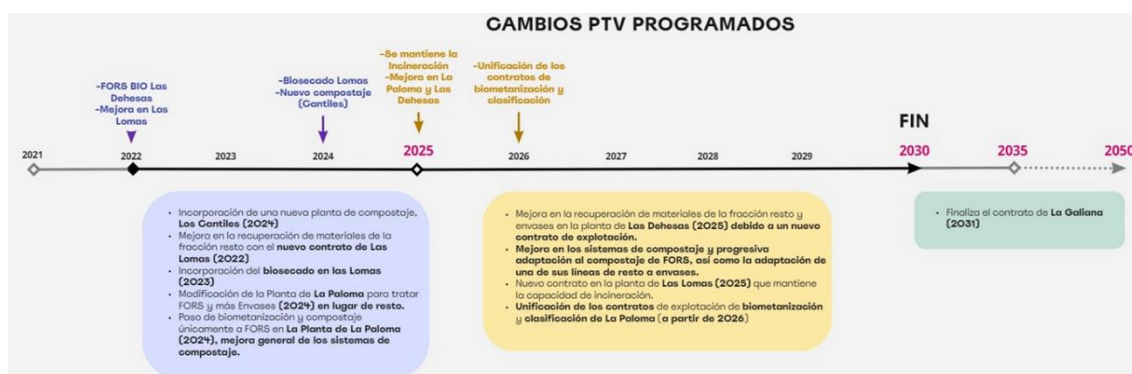 CAMBIOS PTV PROGRAMADOS
-FORS BIO Las
Dehesas
-Mejora en Las
Lomas
-Biosecado Lomas
-Nuevo compostaje
(Cantiles)
-Se mantiene la
Incineración
-Mejora en La
Paloma y Las
Dehesas
-Unificación de los
contratos de
biometanización y
clasificación
FIN
2021
2022
2023
2024
2025
2026
2027
2028
2029
2030
2035
2050
• Incorporación de una nueva planta de compostaje,
Los Cantiles (2024)
• Mejora en la recuperación de materiales de la
fracción resto con el nuevo contrato de Las
Lomas (2022)
• Incorporación del biosecado en las Lomas
(2023)
• Modificación de la Planta de La Paloma para tratar
FORS y más Envases (2024) en lugar de resto.
• Paso de biometanización y compostaje
únicamente a FORS en La Planta de La Paloma
(2024), mejora general de los sistemas de
compostaje.
• Mejora en la recuperación de materiales de la fracción resto y
envases en la planta de Las Dehesas (2025) debido a un nuevo
contrato de explotación.
• Mejora en los sistemas de compostaje y progresiva
adaptación al compostaje de FORS, así como la adaptación de
una de sus líneas de resto a envases.
• Nuevo contrato en la planta de Las Lomas (2025) que mantiene
la capacidad de incineración.
• Unificación de los contratos de explotación de biometanización
y clasificación de La Paloma (a partir de 2026)
• Finaliza el contrato de La Galiana
(2031)